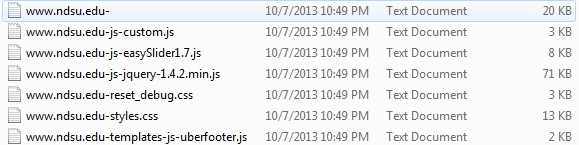 www.ndsu.edu- 10/7/2013 10:49 PM Text Document 20 KB
www.ndsu.edu-js-custom.js 10/7/2013 10:49 PM Text Document 3 KB
www.ndsu.edu-js-easySlider1.7.js 10/7/2013 10:49 PM Text Document 8 KB
www.ndsu.edu-js-jquery-1.4.2.min.js 10/7/2013 10:49 PM Text Document 71 KB
www.ndsu.edu-reset_debug.css 10/7/2013 10:49 PM Text Document 3 KB
www.ndsu.edu-styles.css 10/7/2013 10:49 PM Text Document 13 KB
www.ndsu.edu-templates-js-uberfooter.js 10/7/2013 10:49 PM Text Document 2 KB